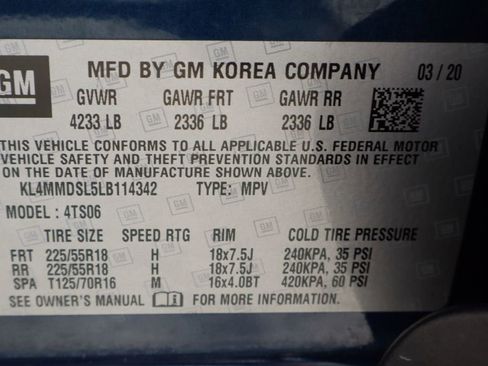 GM MFD BY GM KOREA COMPANY 03/20
GVWR GAWR FRT GAWR RR
4233 LB 2336 LB 2336 LB
THIS VEHICLE CONFORMS TO ALL APPLICABLE U.S. FEDERAL MOTOR
VEHICLE SAFETY AND THEFT PREVENTION STANDARDS IN EFFECT
ON THE DATE OF MANUFACTURE SHOWN ABOVE.
KL4MMDSL5LB114342 TYPE: MPV
MODEL : 4TS06
TIRE SIZE SPEED RTG RIM COLD TIRE PRESSURE
FRT 225/55R18 H 18x7.5J 240KPA, 35 PSI
RR 225/55R18 H 18x7.5J 240KPA, 35 PSI
SPA T125/70R16 M 16x4.0BT 420KPA, 60 PSI
SEE OWNER'S MANUAL FOR MORE INFORMATION.